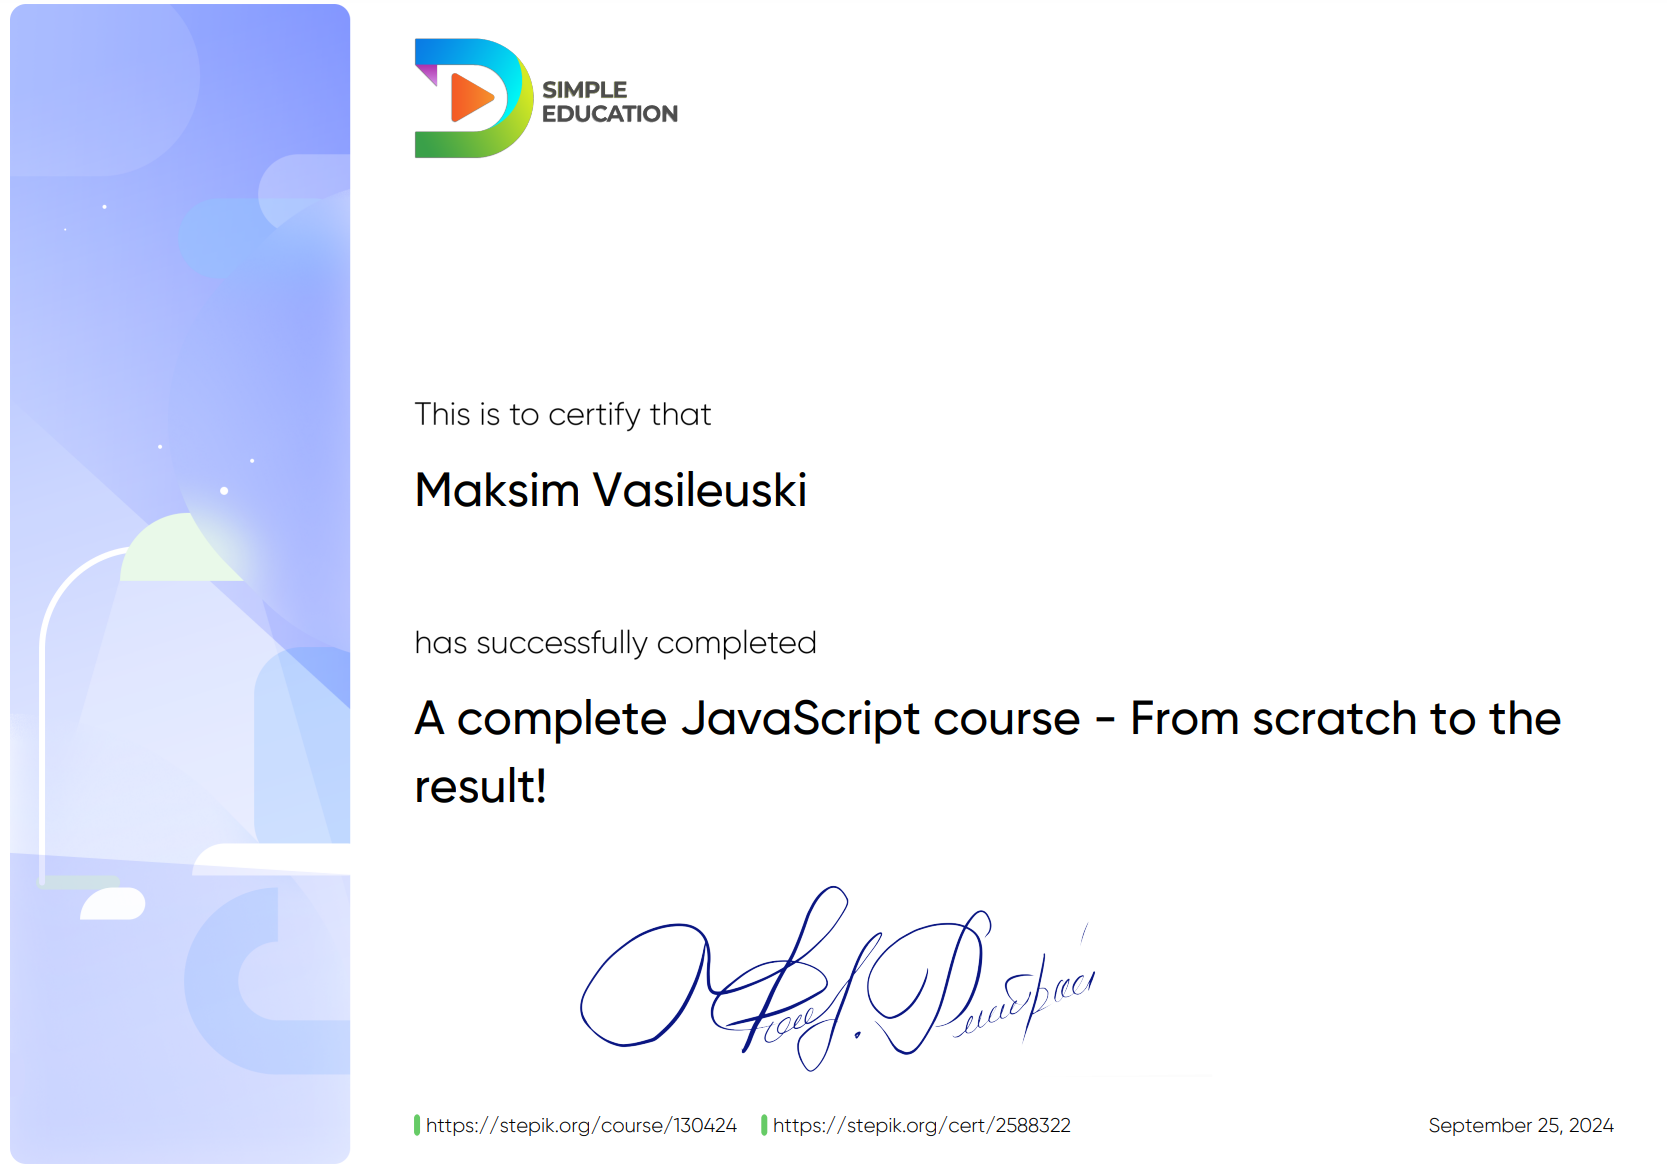 SIMPLE
EDUCATION
This is to certify that
Maksim Vasileuski
has successfully completed
A complete JavaScript course - From scratch to the
result!
https://stepik.org/course/130424 https://stepik.org/cert/2588322 September 25, 2024